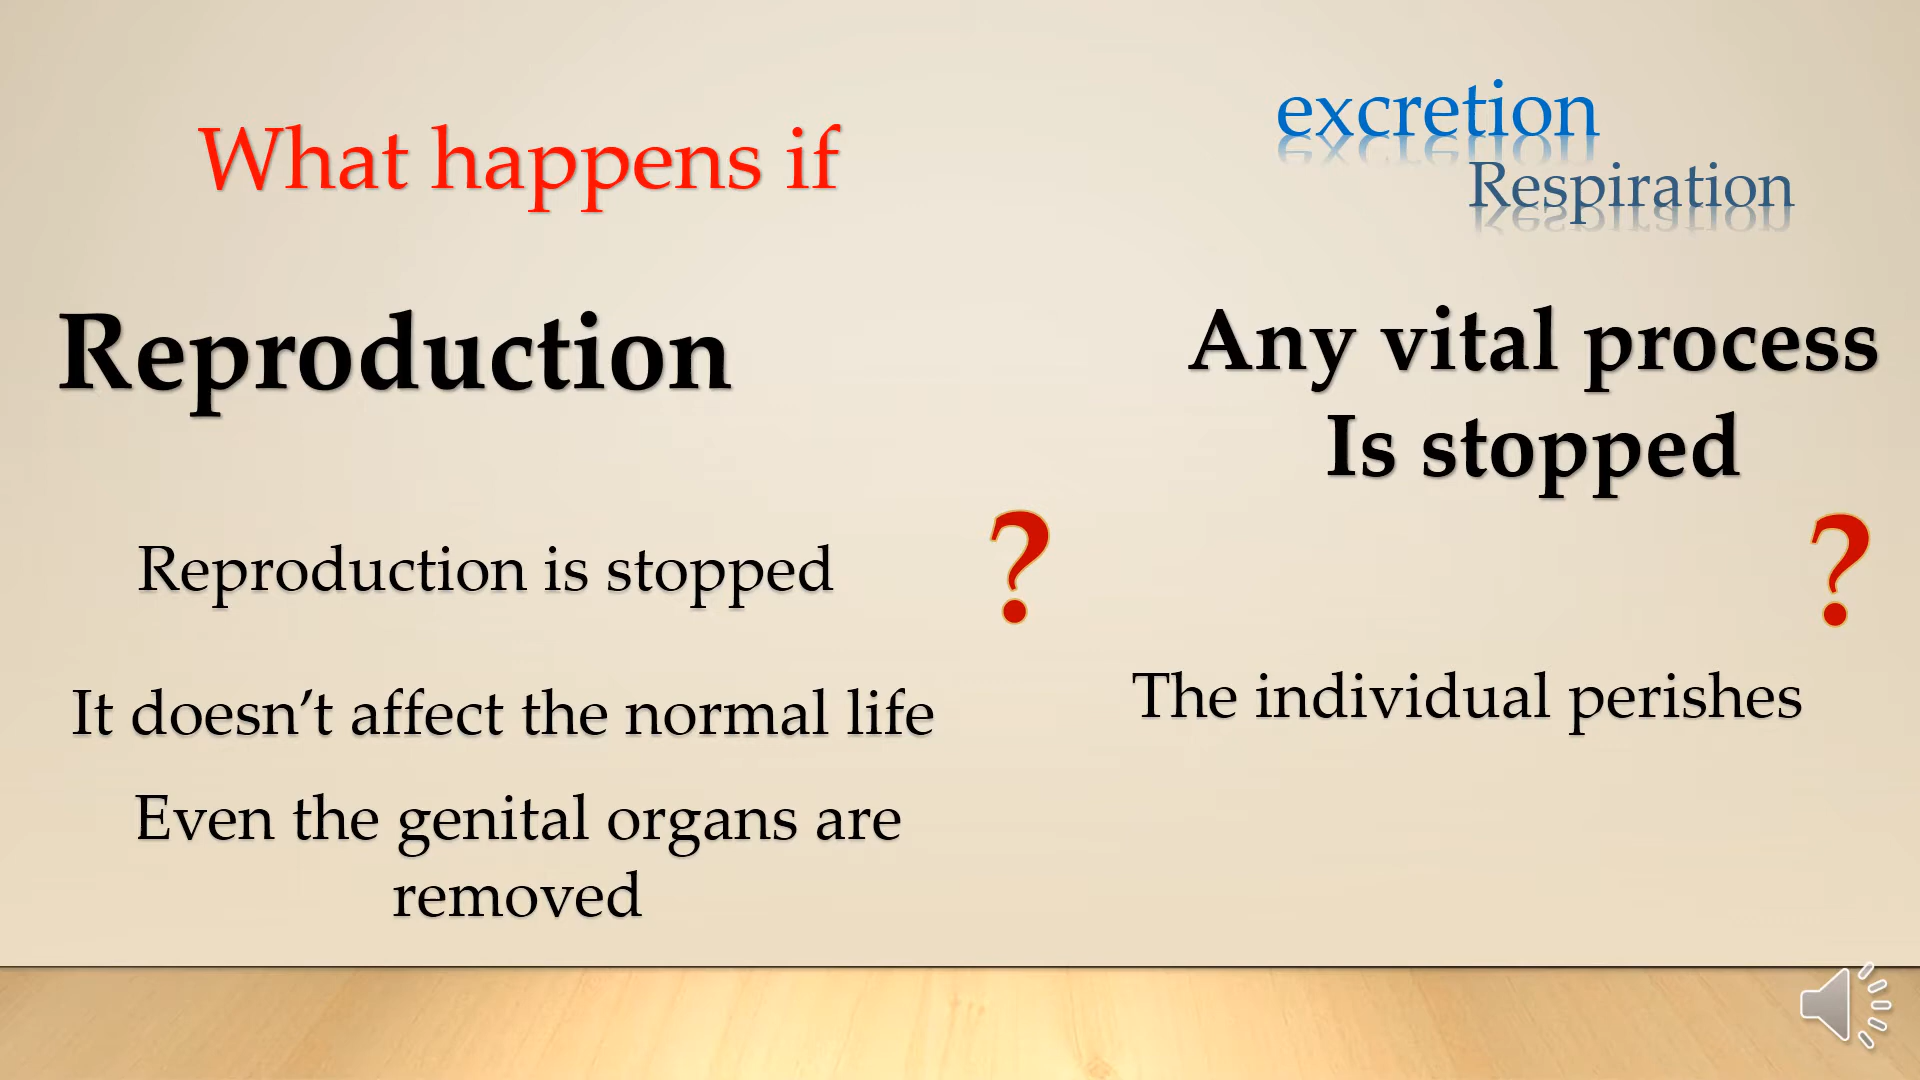 What happens if
excretion
Respiration
Reproduction
Reproduction is stopped
?
It doesn’t affect the normal life
Even the genital organs are
removed
Any vital process
Is stopped
?
The individual perishes